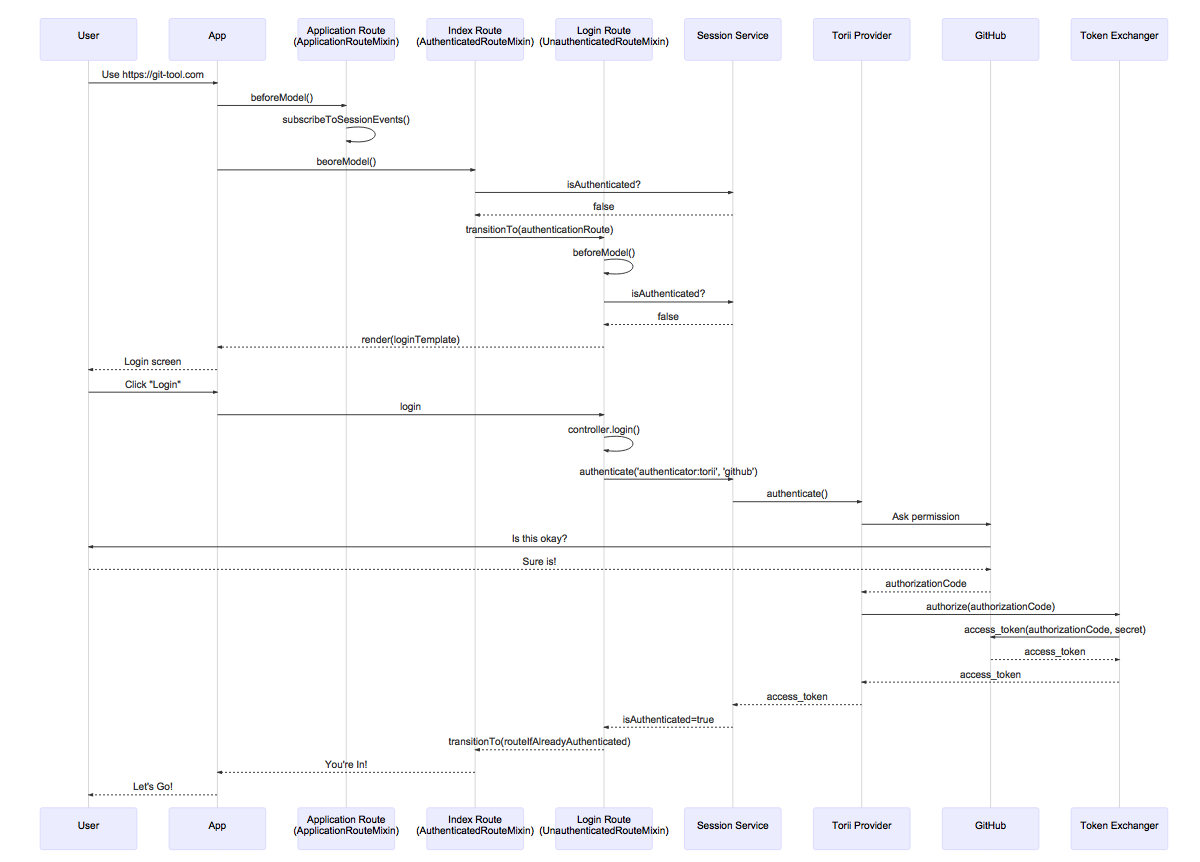 User
App
Application Route
(ApplicationRouteMixin)
Index Route
(AuthenticatedRouteMixin)
Login Route
(UnauthenticatedRouteMixin)
Session Service
Torii Provider
GitHub
Token Exchanger
Use https://git-tool.com
beforeModel()
subscribeToSessionEvents()
beoreModel()
isAuthenticated?
false
transitionTo(authenticationRoute)
beforeModel()
isAuthenticated?
false
render(loginTemplate)
Login screen
Click "Login"
login
controller.login()
authenticate('authenticator:torii', 'github')
authenticate()
Ask permission
Is this okay?
Sure is!
authorizationCode
authorize(authorizationCode)
access_token(authorizationCode, secret)
access_token
access_token
access_token
isAuthenticated=true
transitionTo(routeIfAlreadyAuthenticated)
You're In!
Let's Go!
User
App
Application Route
(ApplicationRouteMixin)
Index Route
(AuthenticatedRouteMixin)
Login Route
(UnauthenticatedRouteMixin)
Session Service
Torii Provider
GitHub
Token Exchanger